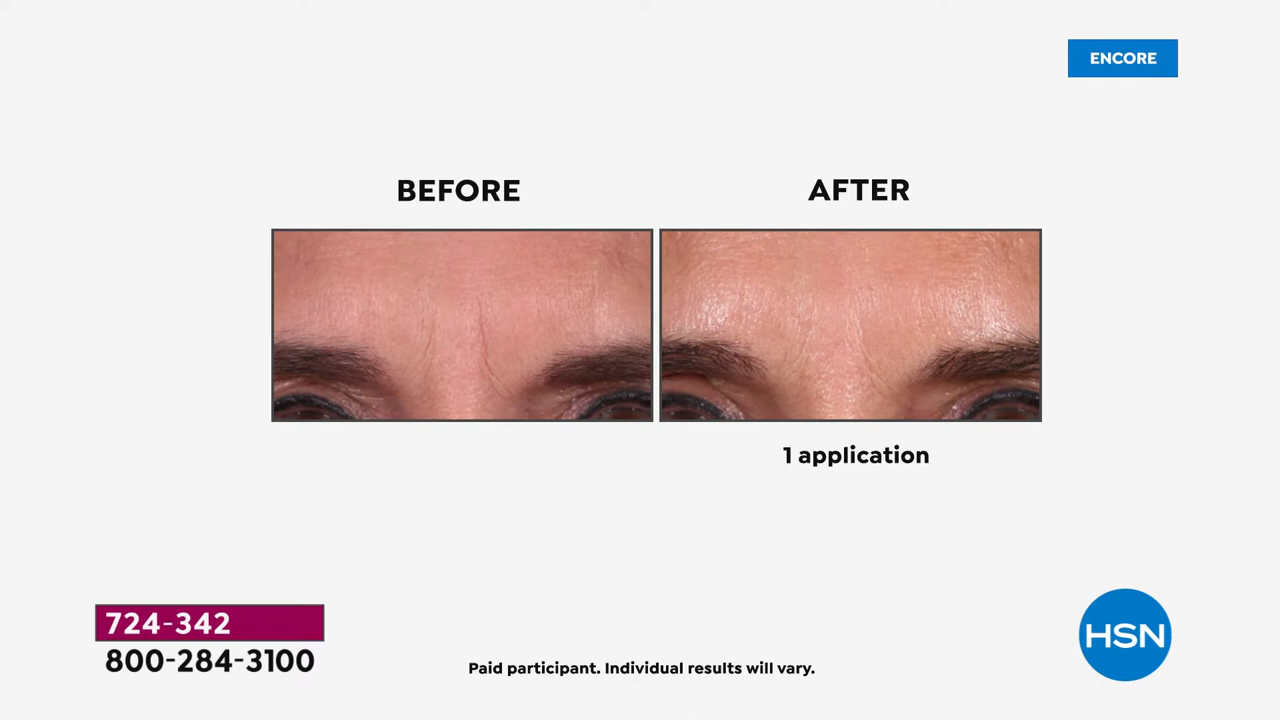 ENCORE
BEFORE
AFTER
1 application
724-342
800-284-3100
Paid participant. Individual results will vary.
HSN